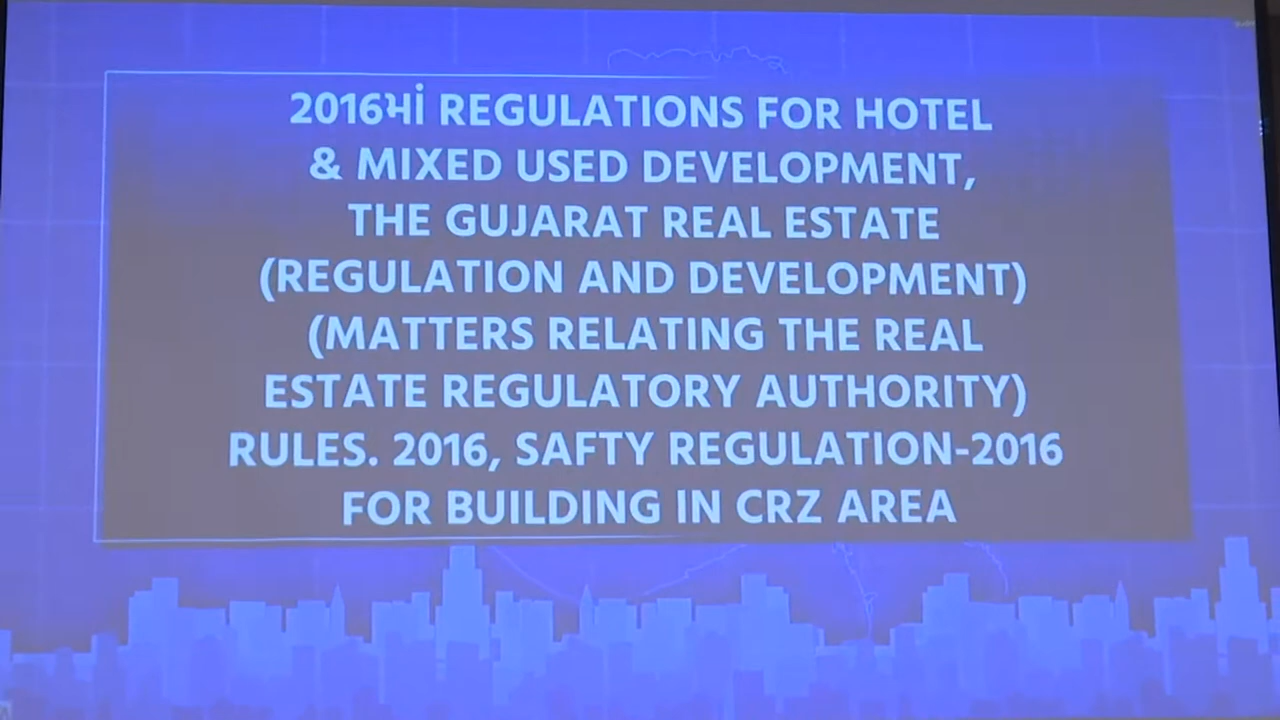 2016માં REGULATIONS FOR HOTEL
& MIXED USED DEVELOPMENT,
THE GUJARAT REAL ESTATE
(REGULATION AND DEVELOPMENT)
(MATTERS RELATING THE REAL
ESTATE REGULATORY AUTHORITY)
RULES. 2016, SAFTY REGULATION-2016
FOR BUILDING IN CRZ AREA